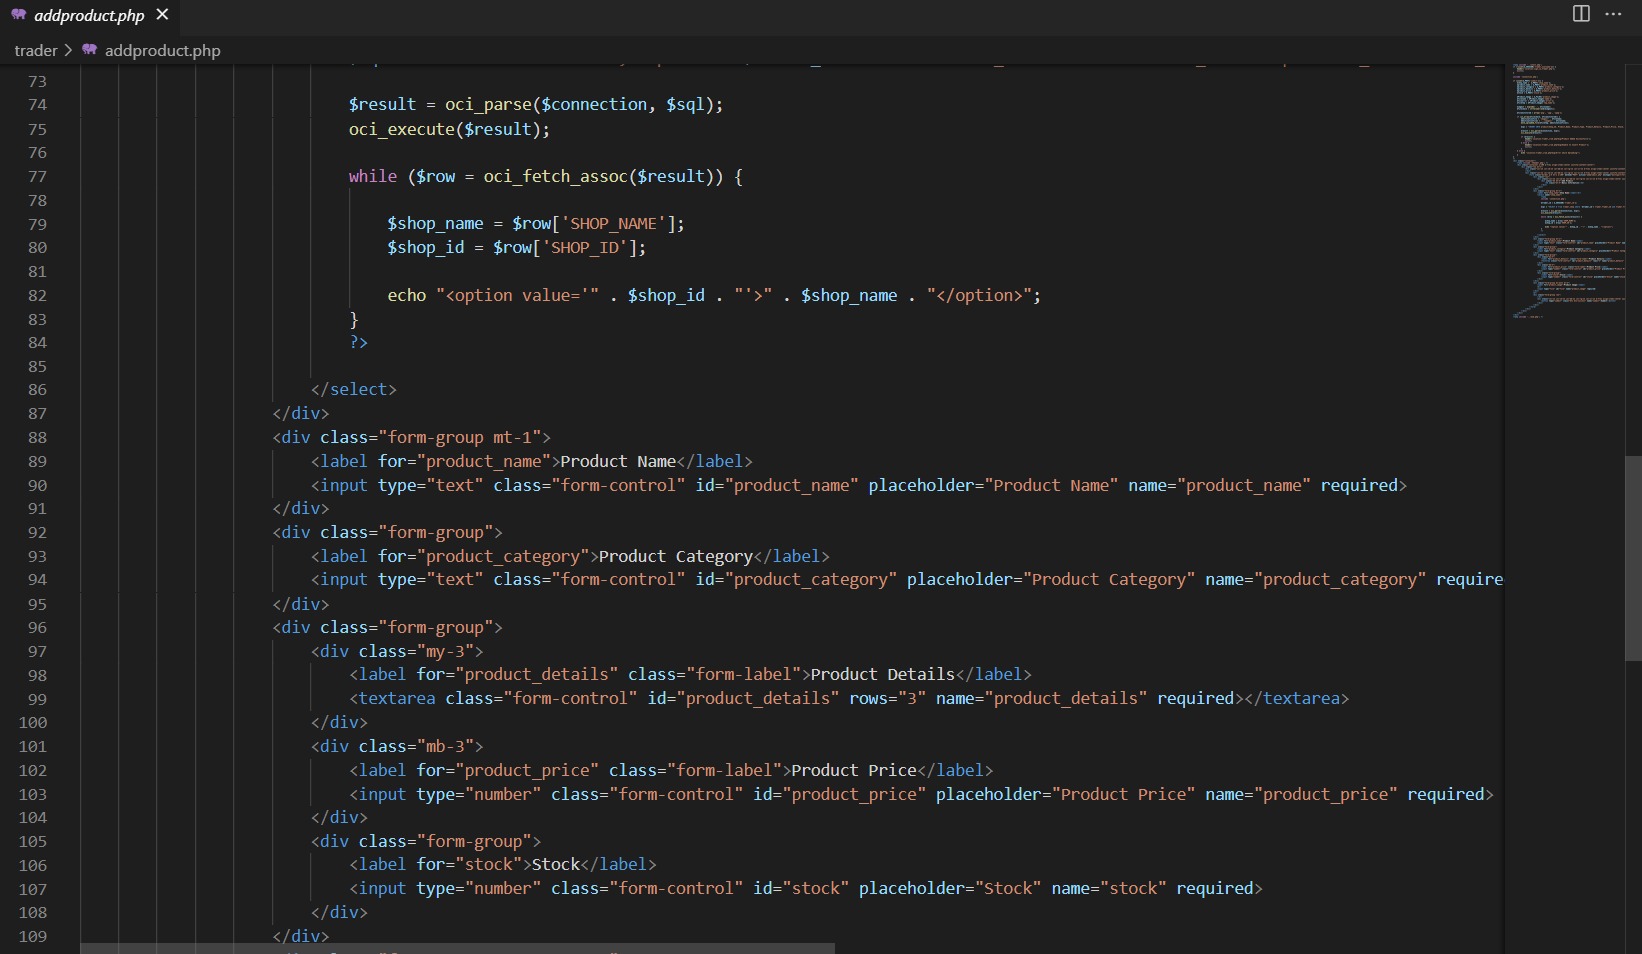 addproduct.php
trader > addproduct.php
73
74 $result = oci_parse($connection, $sql);
75 oci_execute($result);
76
77 while ($row = oci_fetch_assoc($result)) {
78
79 $shop_name = $row['SHOP_NAME'];
80 $shop_id = $row['SHOP_ID'];
81
82 echo "<option value='" . $shop_id . "'>" . $shop_name . "</option>";
83 }
84 ?>
85
86 </select>
87 </div>
88 <div class="form-group mt-1">
89 <label for="product_name">Product Name</label>
90 <input type="text" class="form-control" id="product_name" placeholder="Product Name" name="product_name" required>
91 </div>
92 <div class="form-group">
93 <label for="product_category">Product Category</label>
94 <input type="text" class="form-control" id="product_category" placeholder="Product Category" name="product_category" require
95 </div>
96 <div class="form-group">
97 <div class="my-3">
98 <label for="product_details" class="form-label">Product Details</label>
99 <textarea class="form-control" id="product_details" rows="3" name="product_details" required></textarea>
100 </div>
101 <div class="mb-3">
102 <label for="product_price" class="form-label">Product Price</label>
103 <input type="number" class="form-control" id="product_price" placeholder="Product Price" name="product_price" required>
104 </div>
105 <div class="form-group">
106 <label for="stock">Stock</label>
107 <input type="number" class="form-control" id="stock" placeholder="Stock" name="stock" required>
108 </div>
109 </div>